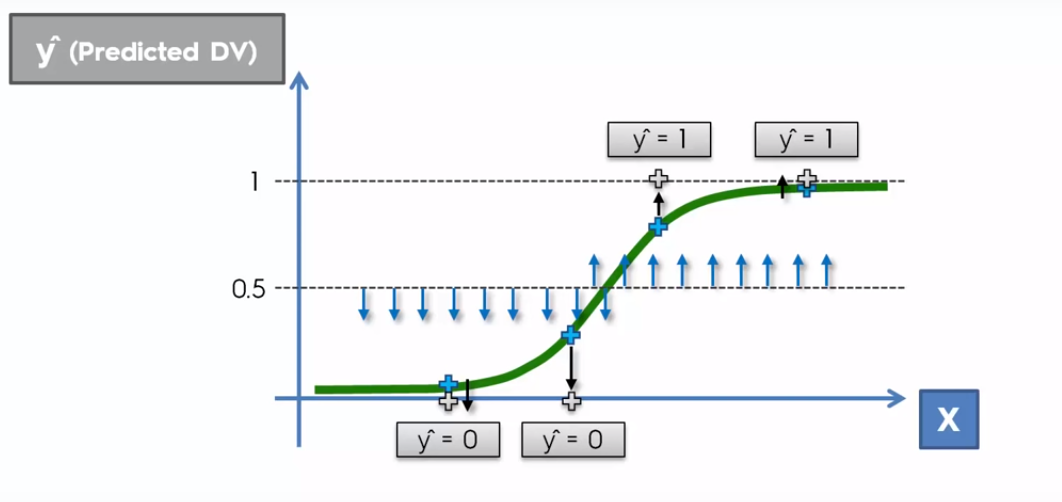 ŷ (Predicted DV)
ŷ = 1
ŷ = 1
1
0.5
X
ŷ = 0
ŷ = 0